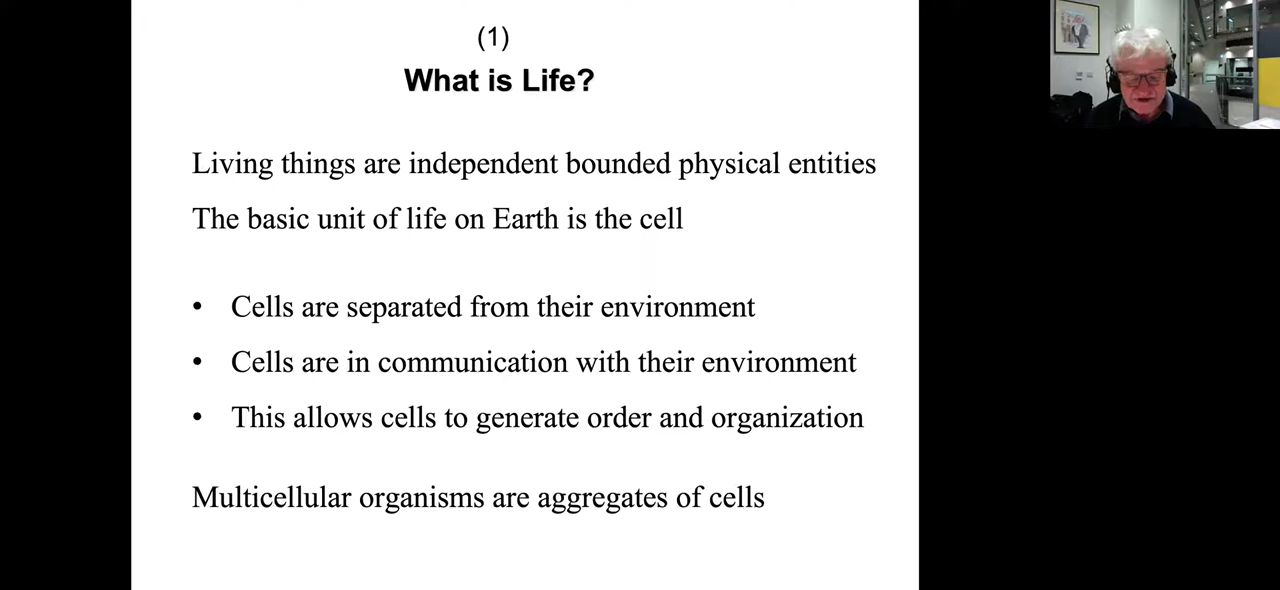 (1)
What is Life?
Living things are independent bounded physical entities
The basic unit of life on Earth is the cell
• Cells are separated from their environment
• Cells are in communication with their environment
• This allows cells to generate order and organization
Multicellular organisms are aggregates of cells